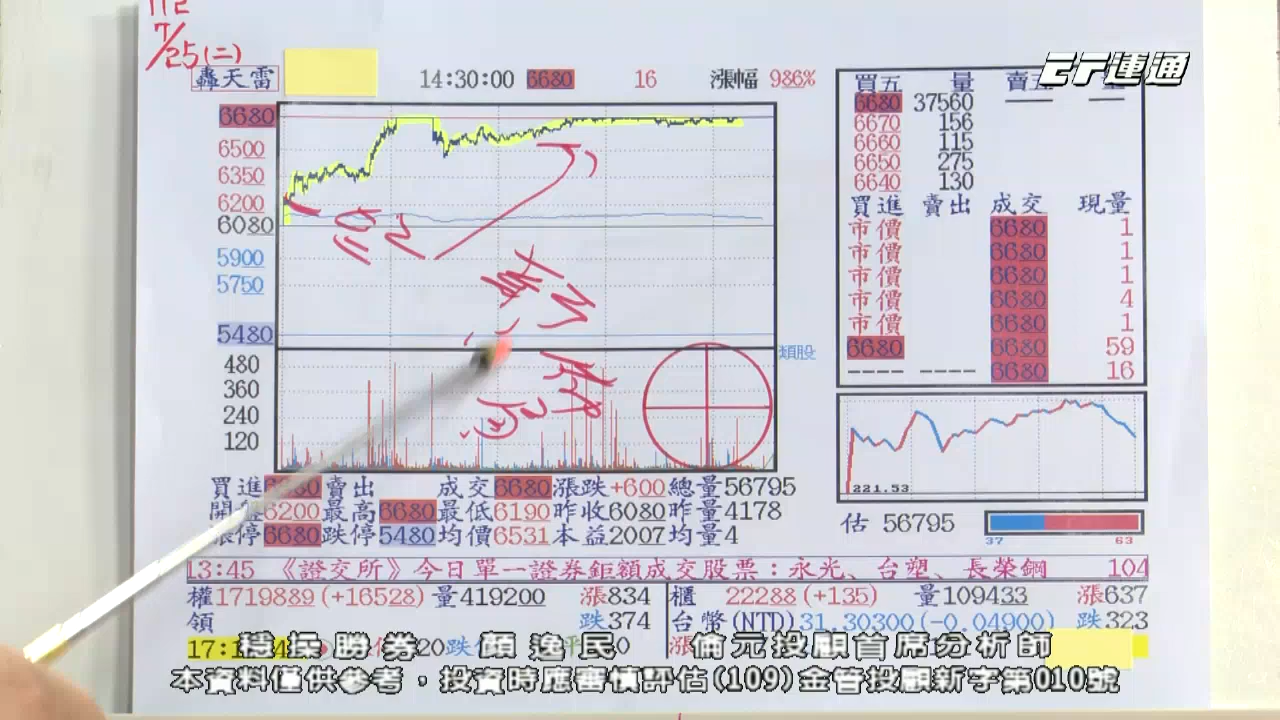 112
7/25(二)
轟天雷 14:30:00 6680 16 漲幅 986%
運通
6680
6500
6350
6200
6080
5900
5750
5480
480
360
240
120
類股
買五 量 賣五 量
6680 37560
6670 156
6660 115
6650 275
6640 130
買進 賣出 成交 現量
市價 6680 1
市價 6680 1
市價 6680 1
市價 6680 4
市價 6680 1
6680 6680 59
---- ---- 6680 16
221.53
估 56795
37 63
買進 6680 賣出 成交 6680 漲跌 +600 總量 56795
6200 最高 6680 最低 6190 昨收 6080 昨量 4178
漲停 6680 跌停 5480 均價 6531 本益 2007 均量 4
13:45 《證交所》今日單一證券鉅額成交股票：永光、台塑、長榮鋼 104
權 1719889 (+16528) 量 419200 漲 834 櫃 22288 (+135) 量 109433 漲 637
領 跌 374 台幣 (NTD) 31.30300 (-0.04900) 跌 323
穩操勝券 顏逸民 倫元投顧首席分析師
本資料僅供參考，投資時應審慎評估(109)金管投顧新字第010號